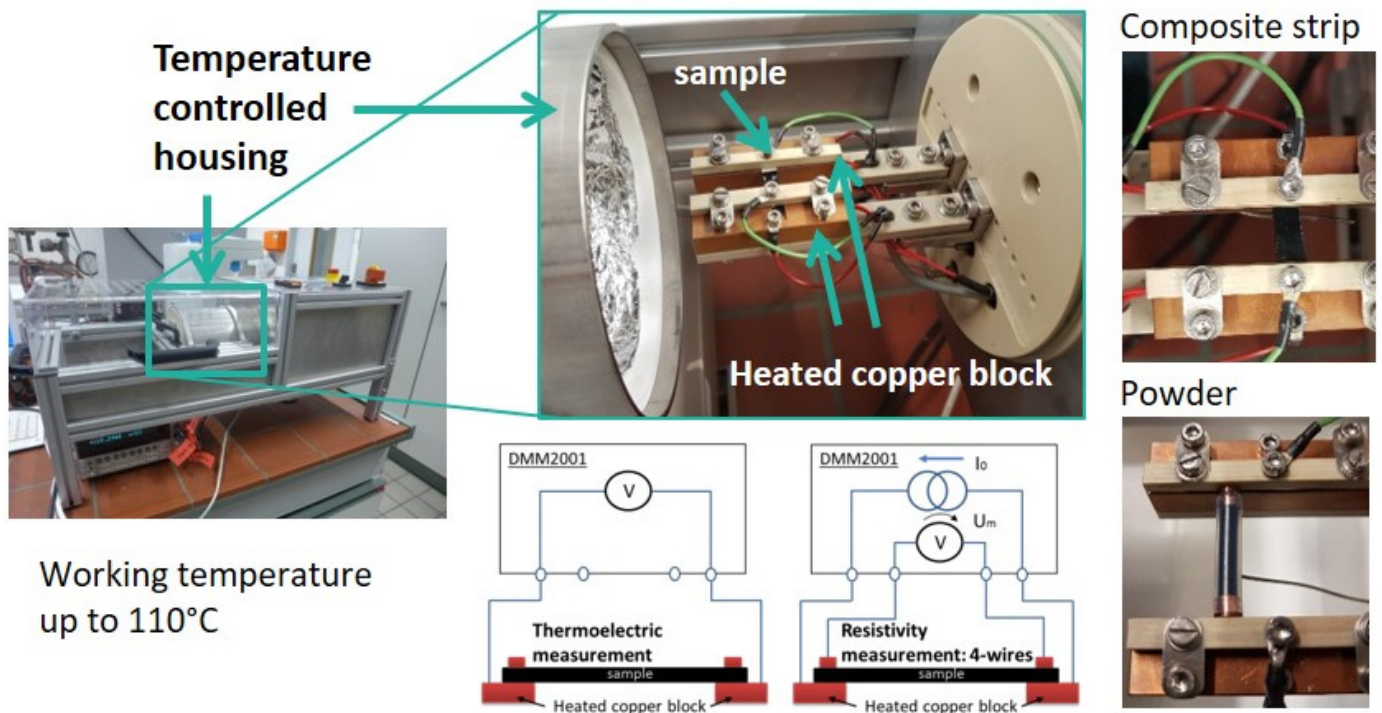 Temperature
controlled
housing
sample
Heated copper block
Composite strip
Powder
Working temperature
up to 110°C
DMM2001
V
Thermoelectric
measurement
sample
Heated copper block
DMM2001
I₀
Uₘ
V
Resistivity
measurement: 4-wires
sample
Heated copper block